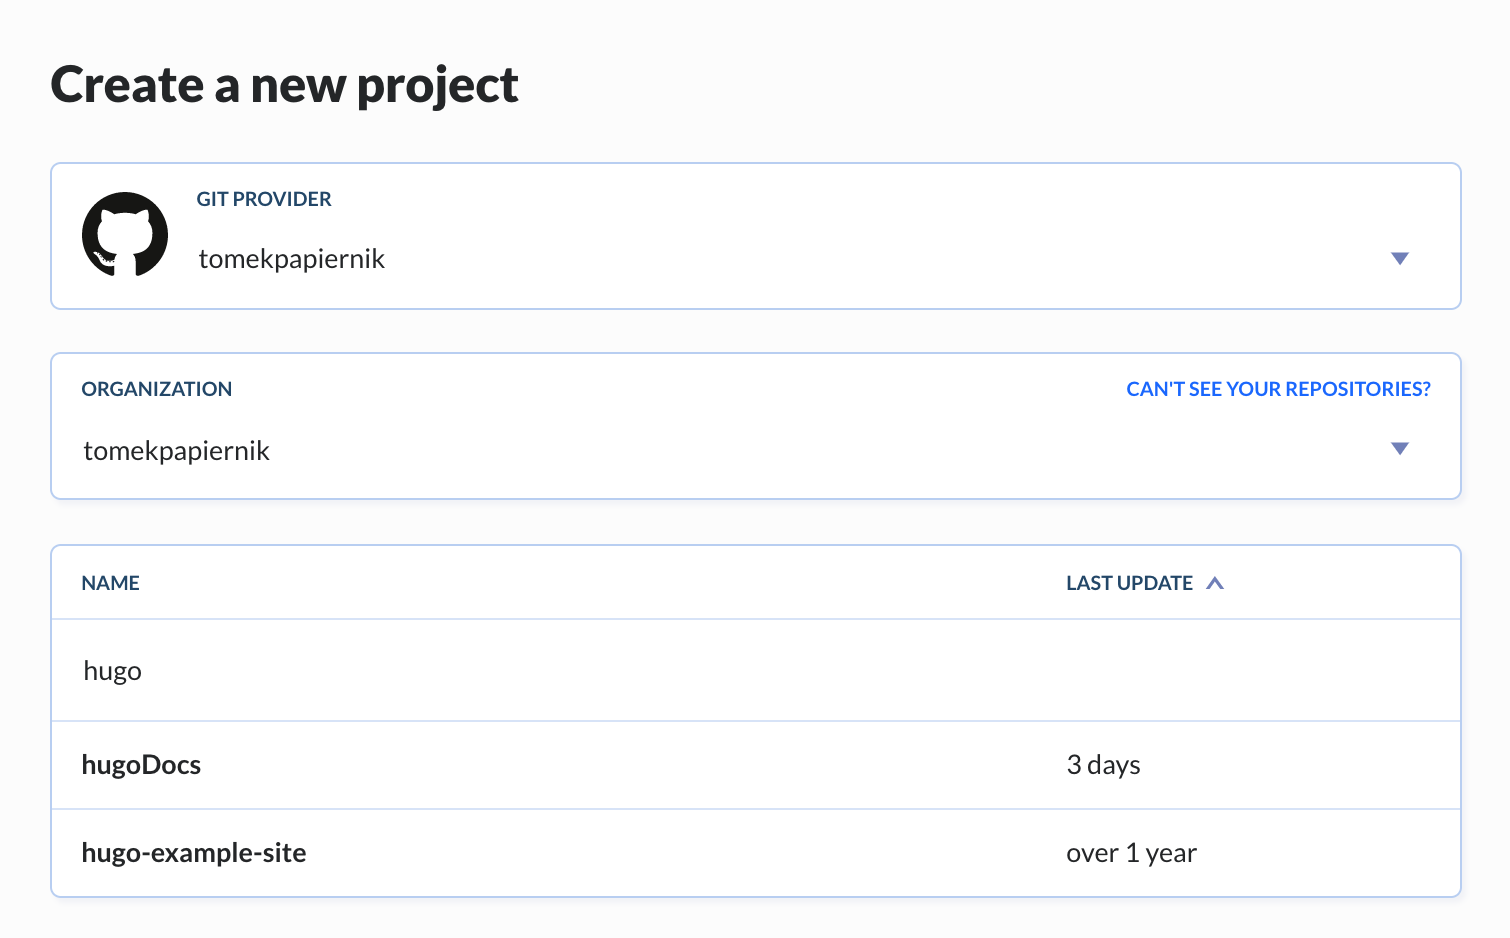 Create a new project
GIT PROVIDER
tomekpapiernik
ORGANIZATION CAN'T SEE YOUR REPOSITORIES?
tomekpapiernik
NAME LAST UPDATE
hugo
hugoDocs 3 days
hugo-example-site over 1 year